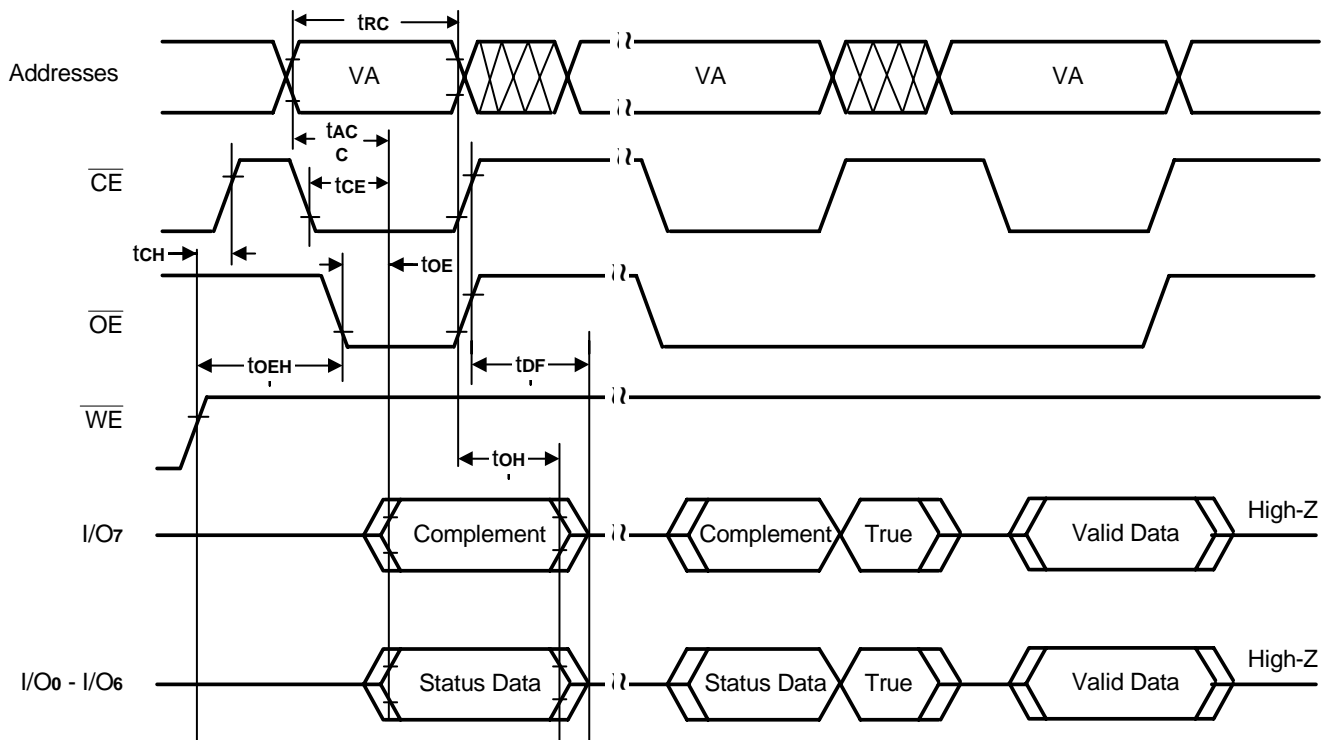 tRC
Addresses
VA
VA
VA
tAC
C
CE
tCE
tCH
tOE
OE
tOEH
tDF
WE
tOH
I/O7
Complement
Complement
True
Valid Data
High-Z
I/O0 - I/O6
Status Data
Status Data
True
Valid Data
High-Z